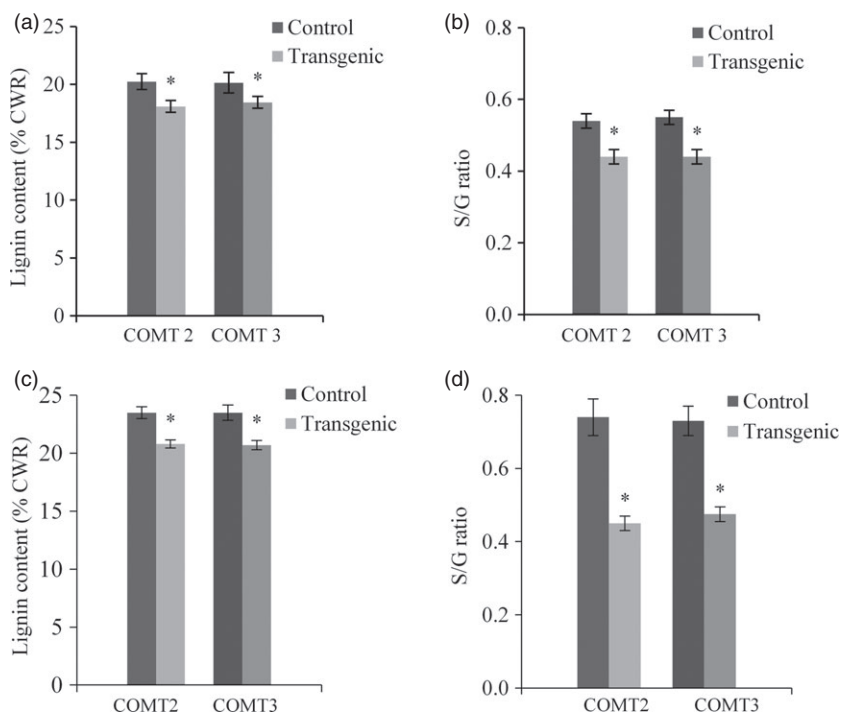 (a)
25
20
15
10
5
0
Lignin content (% CWR)
Control
Transgenic
*
*
COMT 2
COMT 3
(b)
0.8
0.6
0.4
0.2
0.0
S/G ratio
Control
Transgenic
*
*
COMT 2
COMT 3
(c)
25
20
15
10
5
0
Lignin content (% CWR)
Control
Transgenic
*
*
COMT2
COMT3
(d)
0.8
0.6
0.4
0.2
0.0
S/G ratio
Control
Transgenic
*
*
COMT2
COMT3